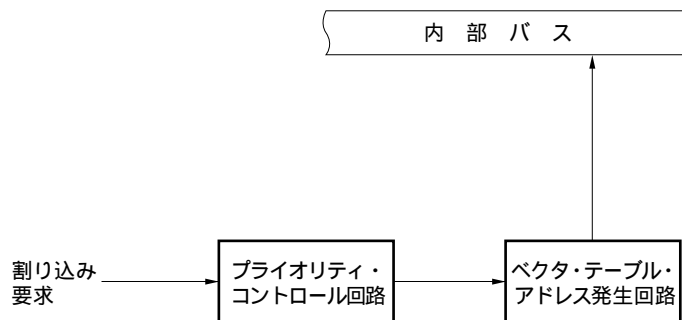 内 部 バ ス
割り込み
要求
プライオリティ・
コントロール回路
ベクタ・テーブル・
アドレス発生回路